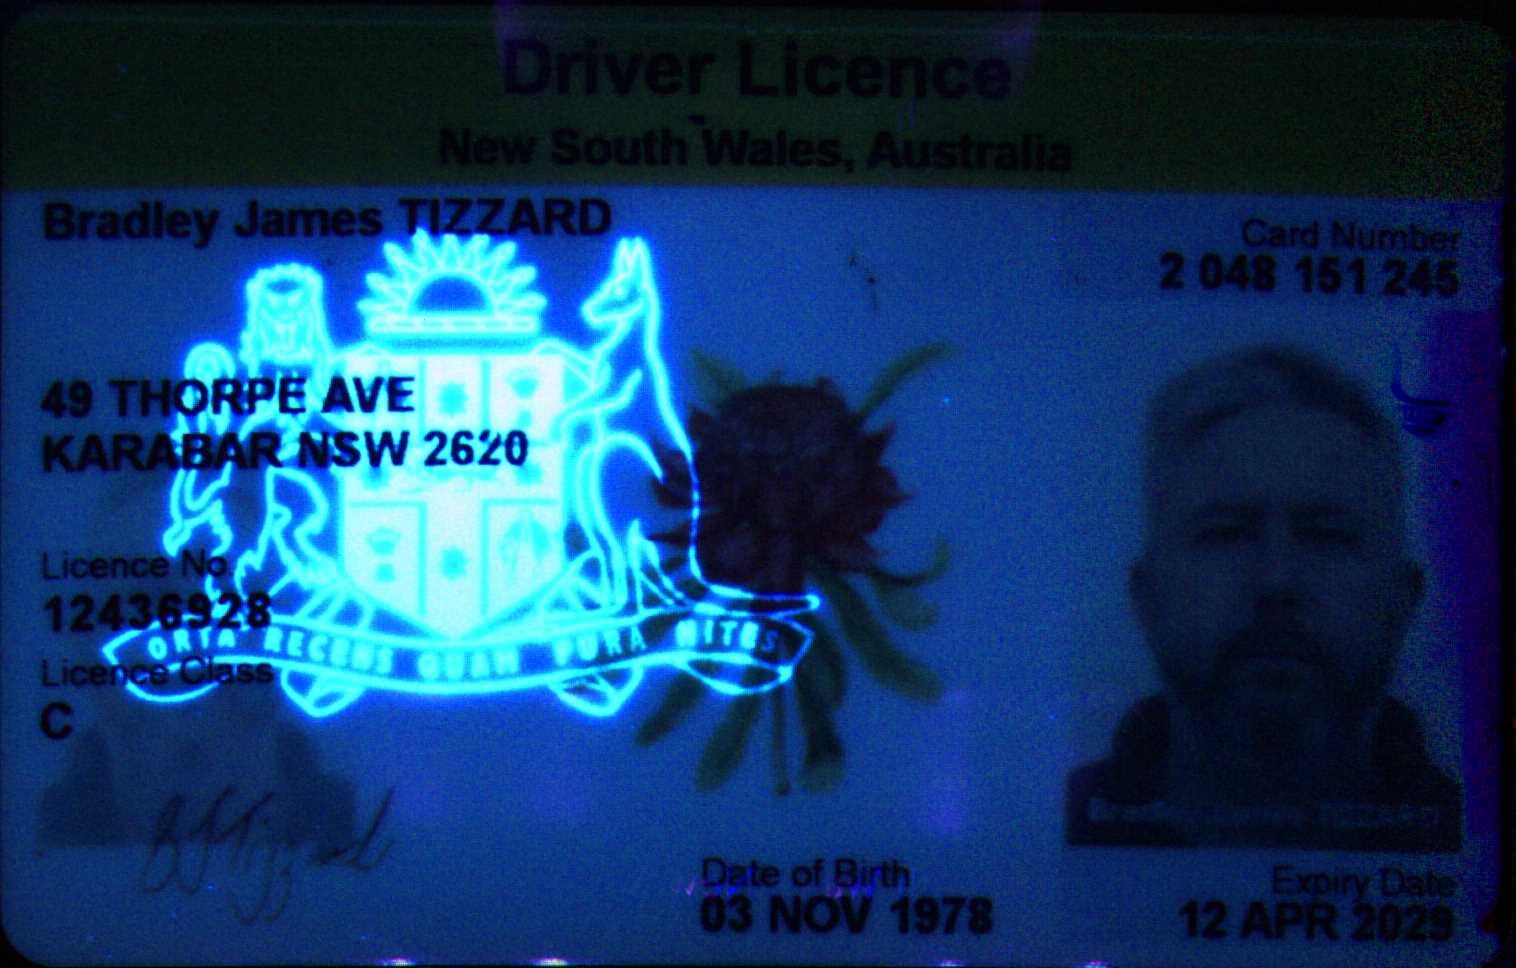 Driver Licence
New South Wales, Australia
Bradley James TIZZARD
Card Number
2 048 151 245
49 THORPE AVE
KARABAR NSW 2620
Licence No.
12436928
ORTA RECENS QUAM PURA NITES
Licence Class
C
BJTizzard
Date of Birth
03 NOV 1978
Expiry Date
12 APR 2029